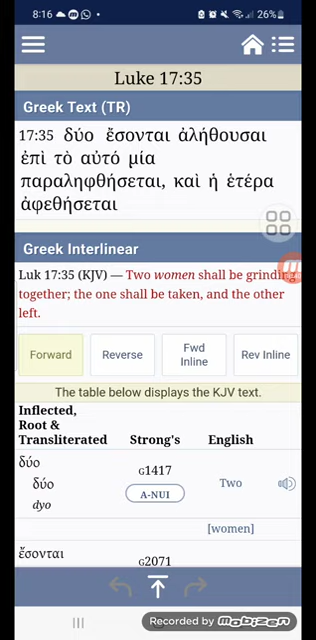 8:16 26%
Luke 17:35
Greek Text (TR)
17:35 δύο ἔσονται ἀλήθουσαι
ἐπὶ τὸ αὐτό μία
παραληφθήσεται, καὶ ἡ ἑτέρα
ἀφεθήσεται
Greek Interlinear
Luk 17:35 (KJV) — Two women shall be grinding
together; the one shall be taken, and the other
left.
Forward Reverse Fwd Inline Rev Inline
The table below displays the KJV text.
Inflected,
Root &
Transliterated Strong's English
δύο
δύο
dyo
G1417
A-NUI
Two
[women]
ἔσονται
G2071
Recorded by mobizen